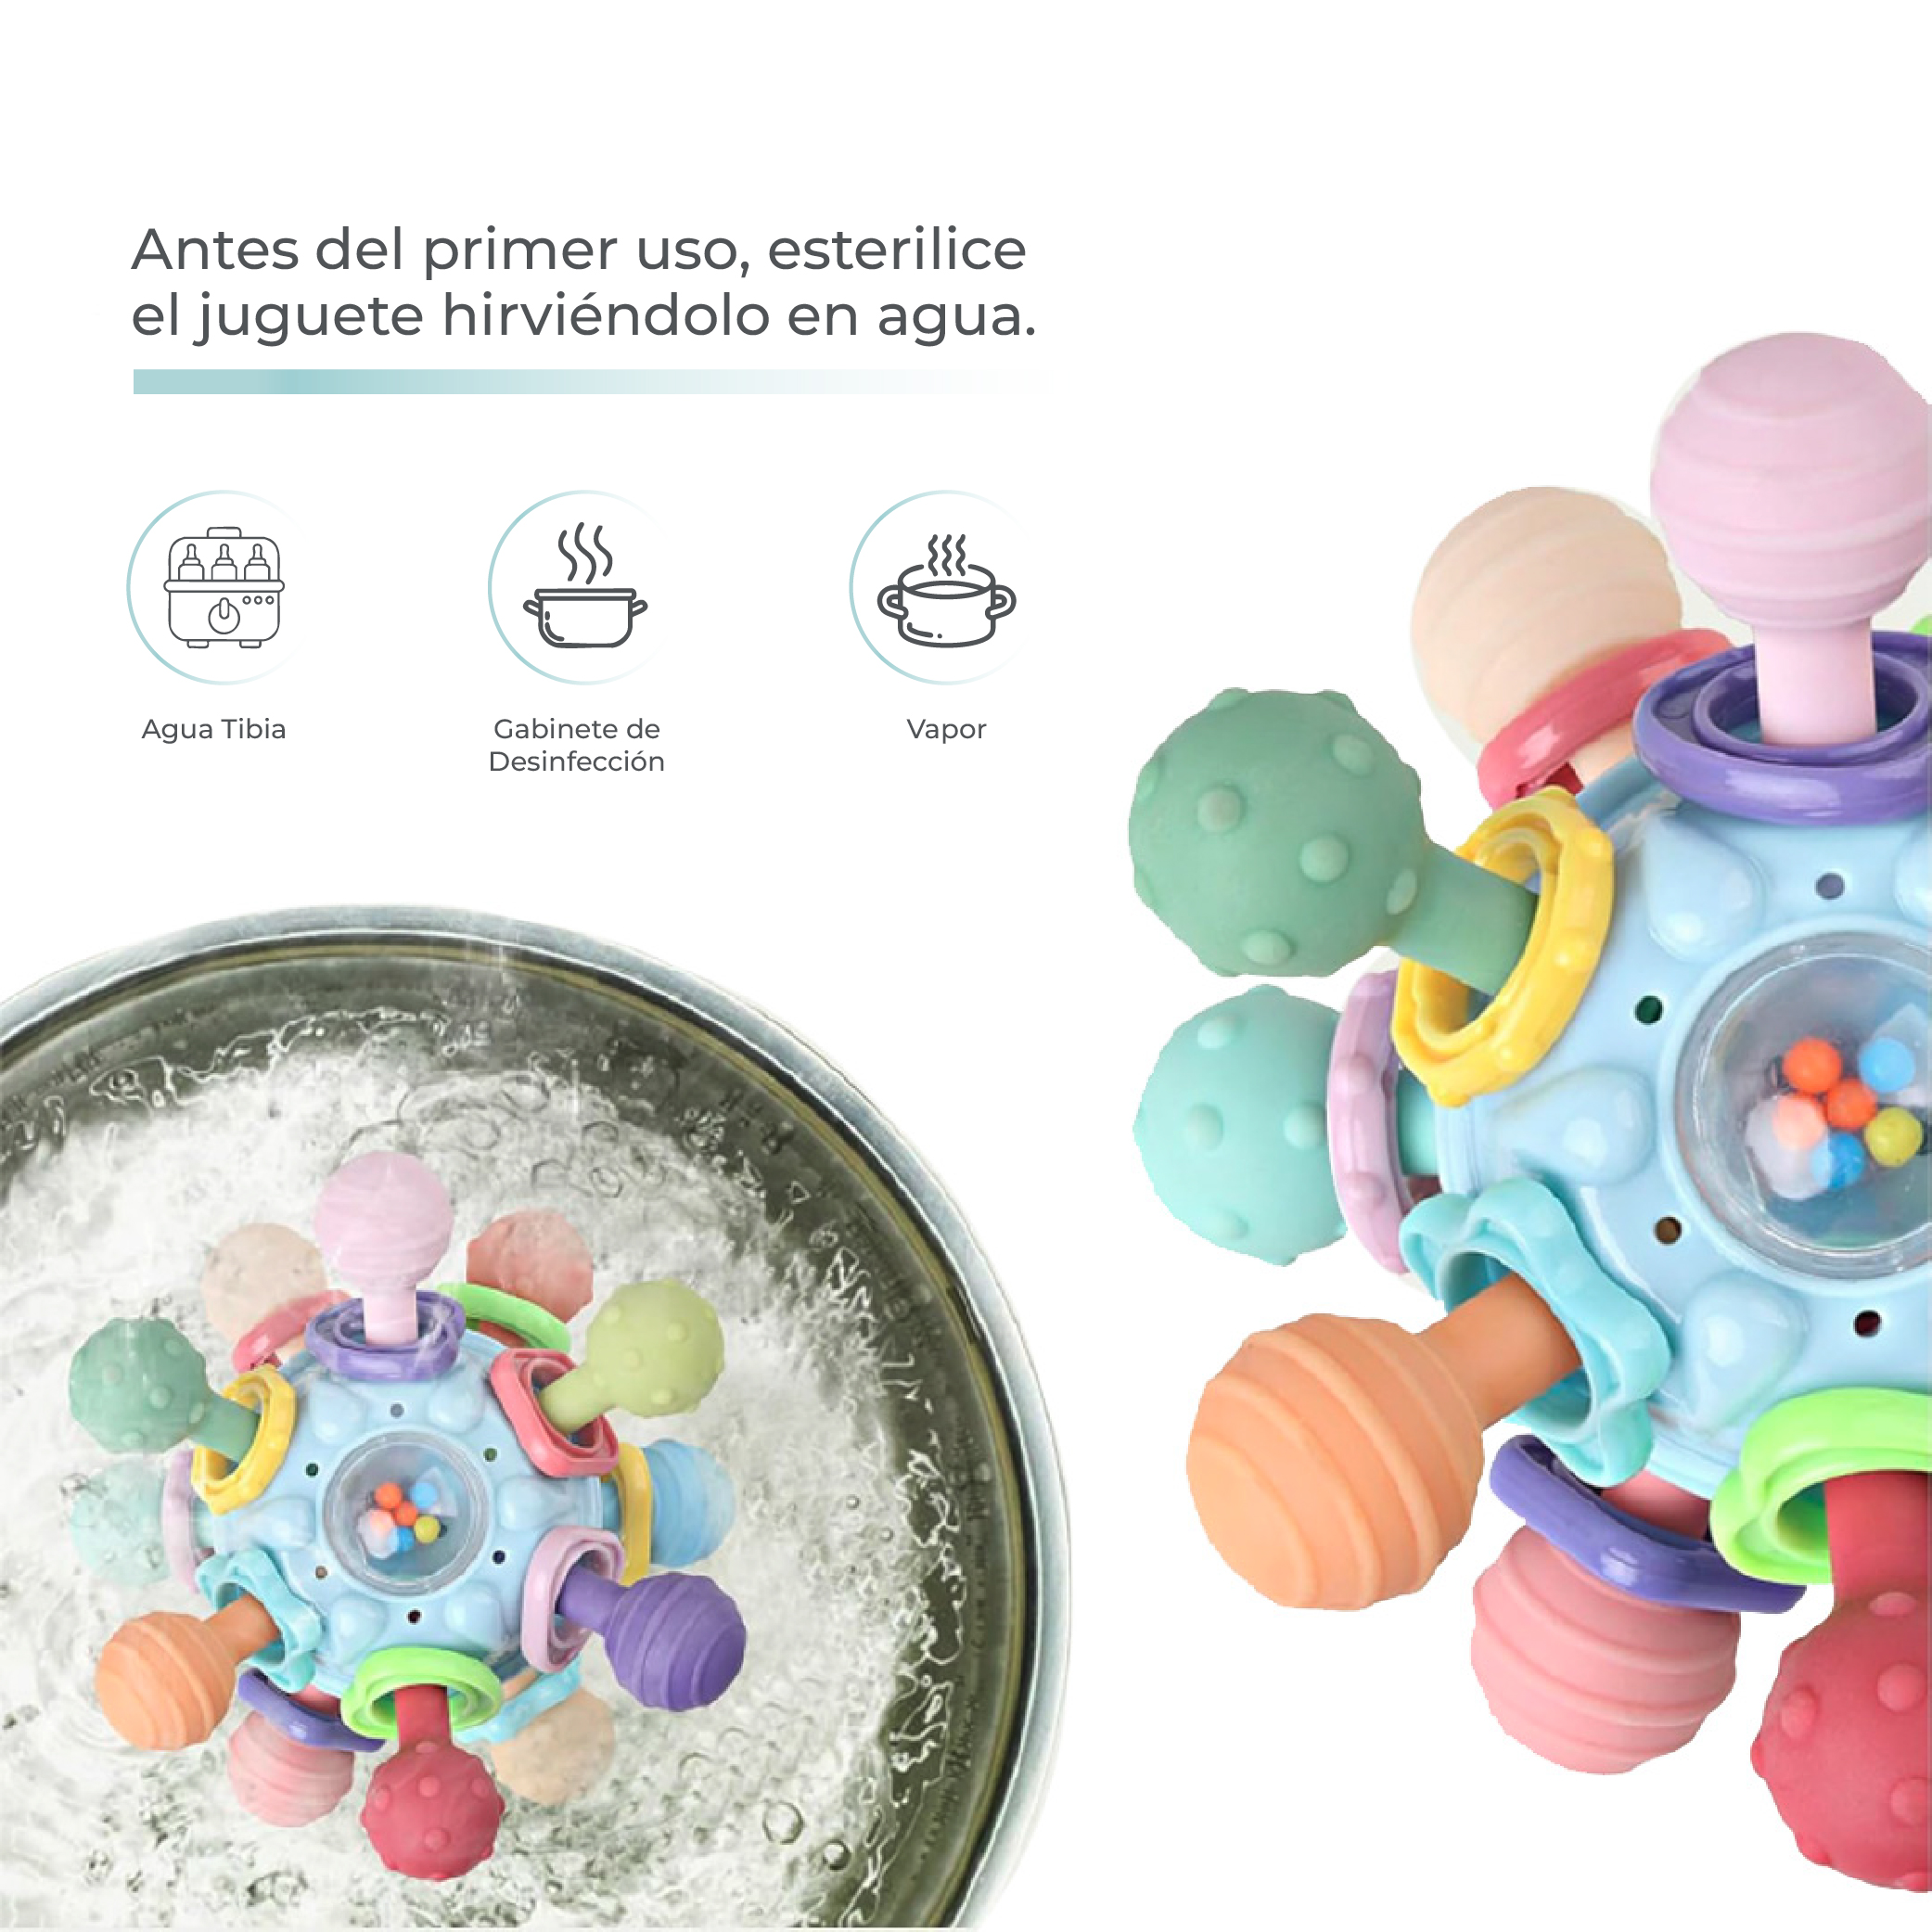 Antes del primer uso, esterilice
el juguete hirviéndolo en agua.
Agua Tibia
Gabinete de
Desinfección
Vapor